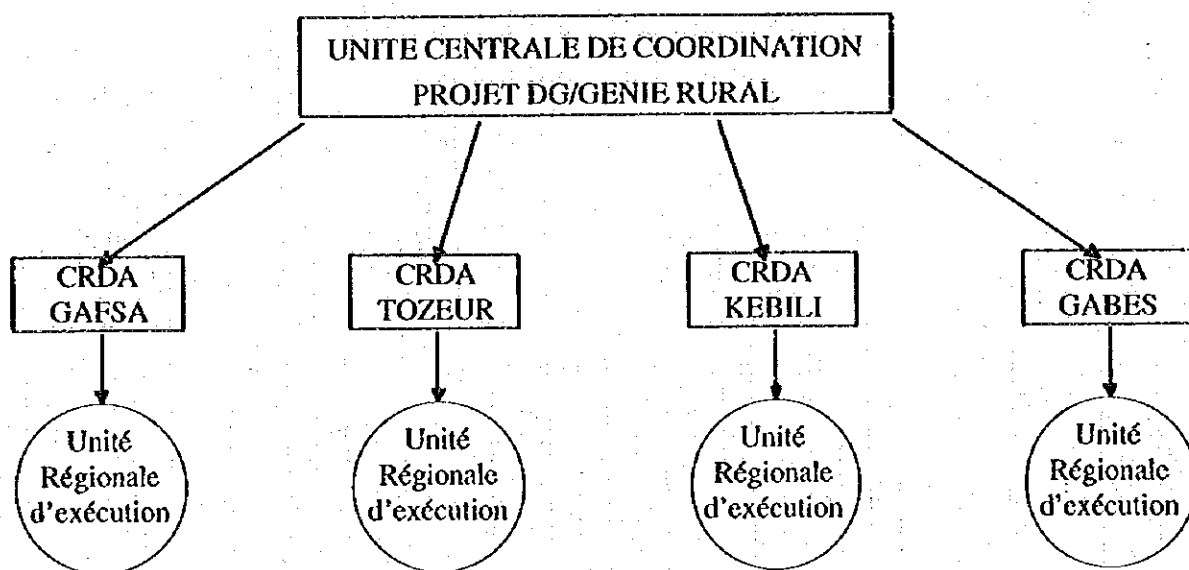 UNITE CENTRALE DE COORDINATION
PROJET DG/GENIE RURAL
CRDA
GAFSA
CRDA
TOZEUR
CRDA
KEBILI
CRDA
GABES
Unité
Régionale
d'exécution
Unité
Régionale
d'exécution
Unité
Régionale
d'exécution
Unité
Régionale
d'exécution